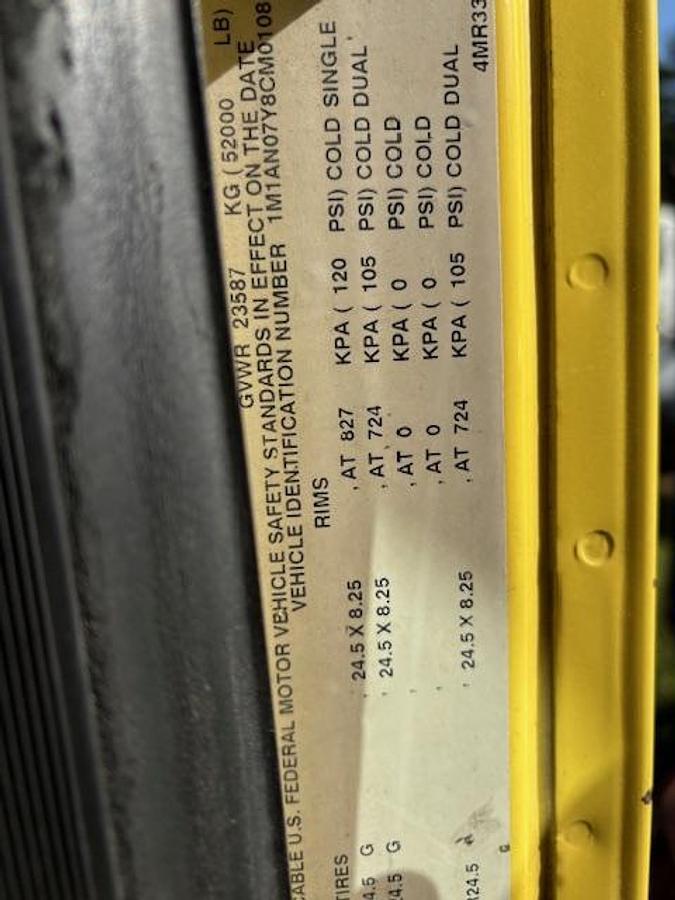 GVWR 23587 KG ( 52000 LB)
CABLE U.S. FEDERAL MOTOR VEHICLE SAFETY STANDARDS IN EFFECT ON THE DATE
VEHICLE IDENTIFICATION NUMBER 1M1AN07Y8CM0108
TIRES RIMS
4.5 G , 24.5 X 8.25 , AT 827 KPA ( 120 PSI) COLD SINGLE
4.5 G , 24.5 X 8.25 , AT 724 KPA ( 105 PSI) COLD DUAL
, , AT 0 KPA ( 0 PSI) COLD
, , AT 0 KPA ( 0 PSI) COLD
R24.5 , 24.5 X 8.25 , AT 724 KPA ( 105 PSI) COLD DUAL
4MR33